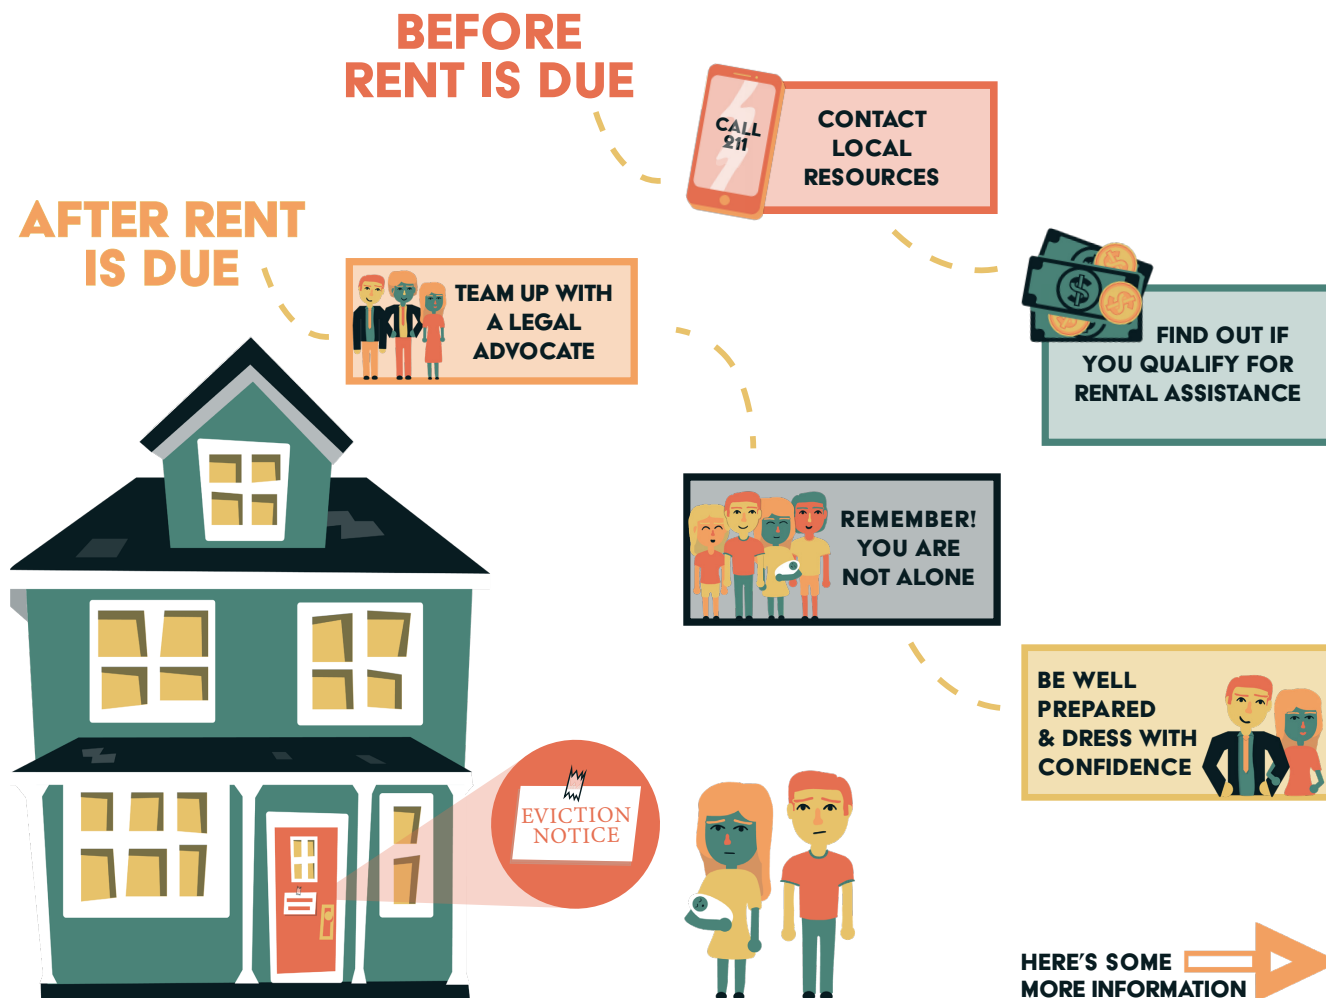 BEFORE
RENT IS DUE
CALL
211
CONTACT
LOCAL
RESOURCES
FIND OUT IF
YOU QUALIFY FOR
RENTAL ASSISTANCE
AFTER RENT
IS DUE
TEAM UP WITH
A LEGAL
ADVOCATE
REMEMBER!
YOU ARE
NOT ALONE
BE WELL
PREPARED
& DRESS WITH
CONFIDENCE
EVICTION
NOTICE
HERE'S SOME
MORE INFORMATION